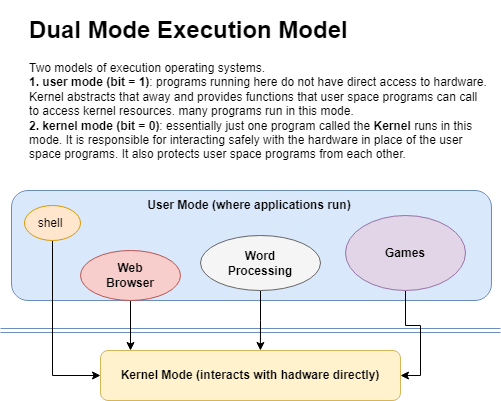 Dual Mode Execution Model
Two models of execution operating systems.
1. user mode (bit = 1): programs running here do not have direct access to hardware.
Kernel abstracts that away and provides functions that user space programs can call
to access kernel resources. many programs run in this mode.
2. kernel mode (bit = 0): essentially just one program called the Kernel runs in this
mode. It is responsible for interacting safely with the hardware in place of the user
space programs. It also protects user space programs from each other.
User Mode (where applications run)
shell
Web
Browser
Word
Processing
Games
Kernel Mode (interacts with hadware directly)